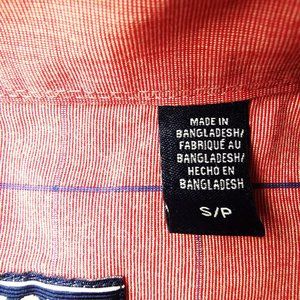 MADE IN
BANGLADESH/
FABRIQUÉ AU
BANGLADESH/
HECHO EN
BANGLADESH
S/P